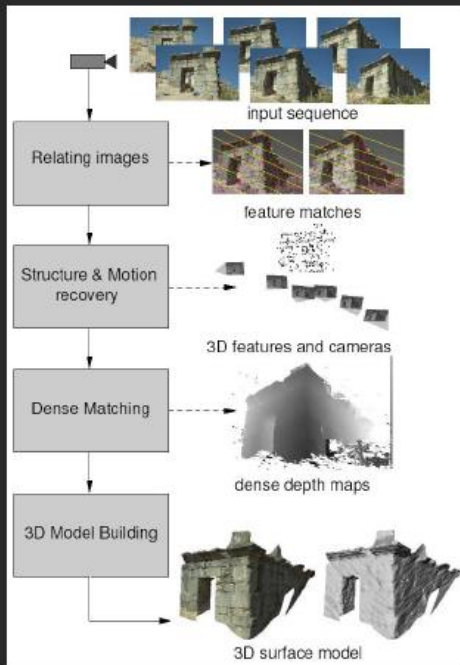 input sequence
Relating images
feature matches
Structure & Motion
recovery
3D features and cameras
Dense Matching
dense depth maps
3D Model Building
3D surface model